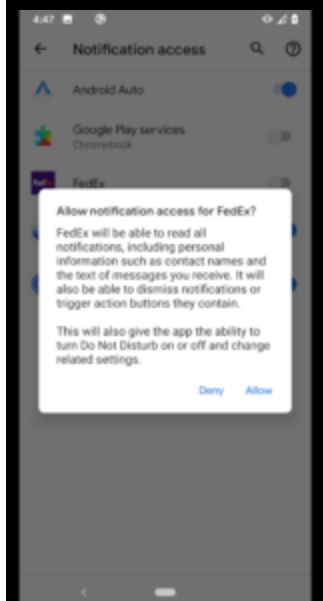 4:47
Notification access
Android Auto
Google Play services
Chromebook
FedEx
Allow notification access for FedEx?
FedEx will be able to read all
notifications, including personal
information such as contact names and
the text of messages you receive. It will
also be able to dismiss notifications or
trigger action buttons they contain.
This will also give the app the ability to
turn Do Not Disturb on or off and change
related settings.
Deny Allow